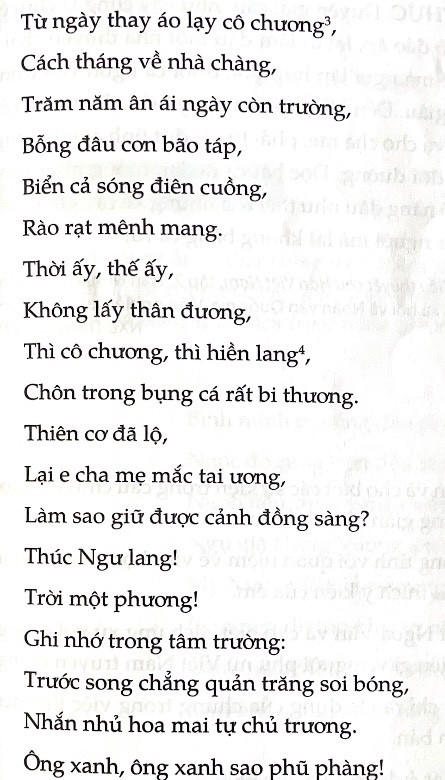 Từ ngày thay áo lạy cô chương³,
Cách tháng về nhà chàng,
Trăm năm ân ái ngày còn trường,
Bỗng đâu cơn bão táp,
Biển cả sóng điên cuồng,
Rào rạt mênh mang.
Thời ấy, thế ấy,
Không lấy thân đương,
Thì cô chương, thì hiền lang⁴,
Chôn trong bụng cá rất bi thương.
Thiên cơ đã lộ,
Lại e cha mẹ mắc tai ương,
Làm sao giữ được cảnh đồng sàng?
Thúc Ngư lang!
Trời một phương!
Ghi nhớ trong tâm trường:
Trước song chẳng quản trăng soi bóng,
Nhắn nhủ hoa mai tự chủ trương.
Ông xanh, ông xanh sao phũ phàng!